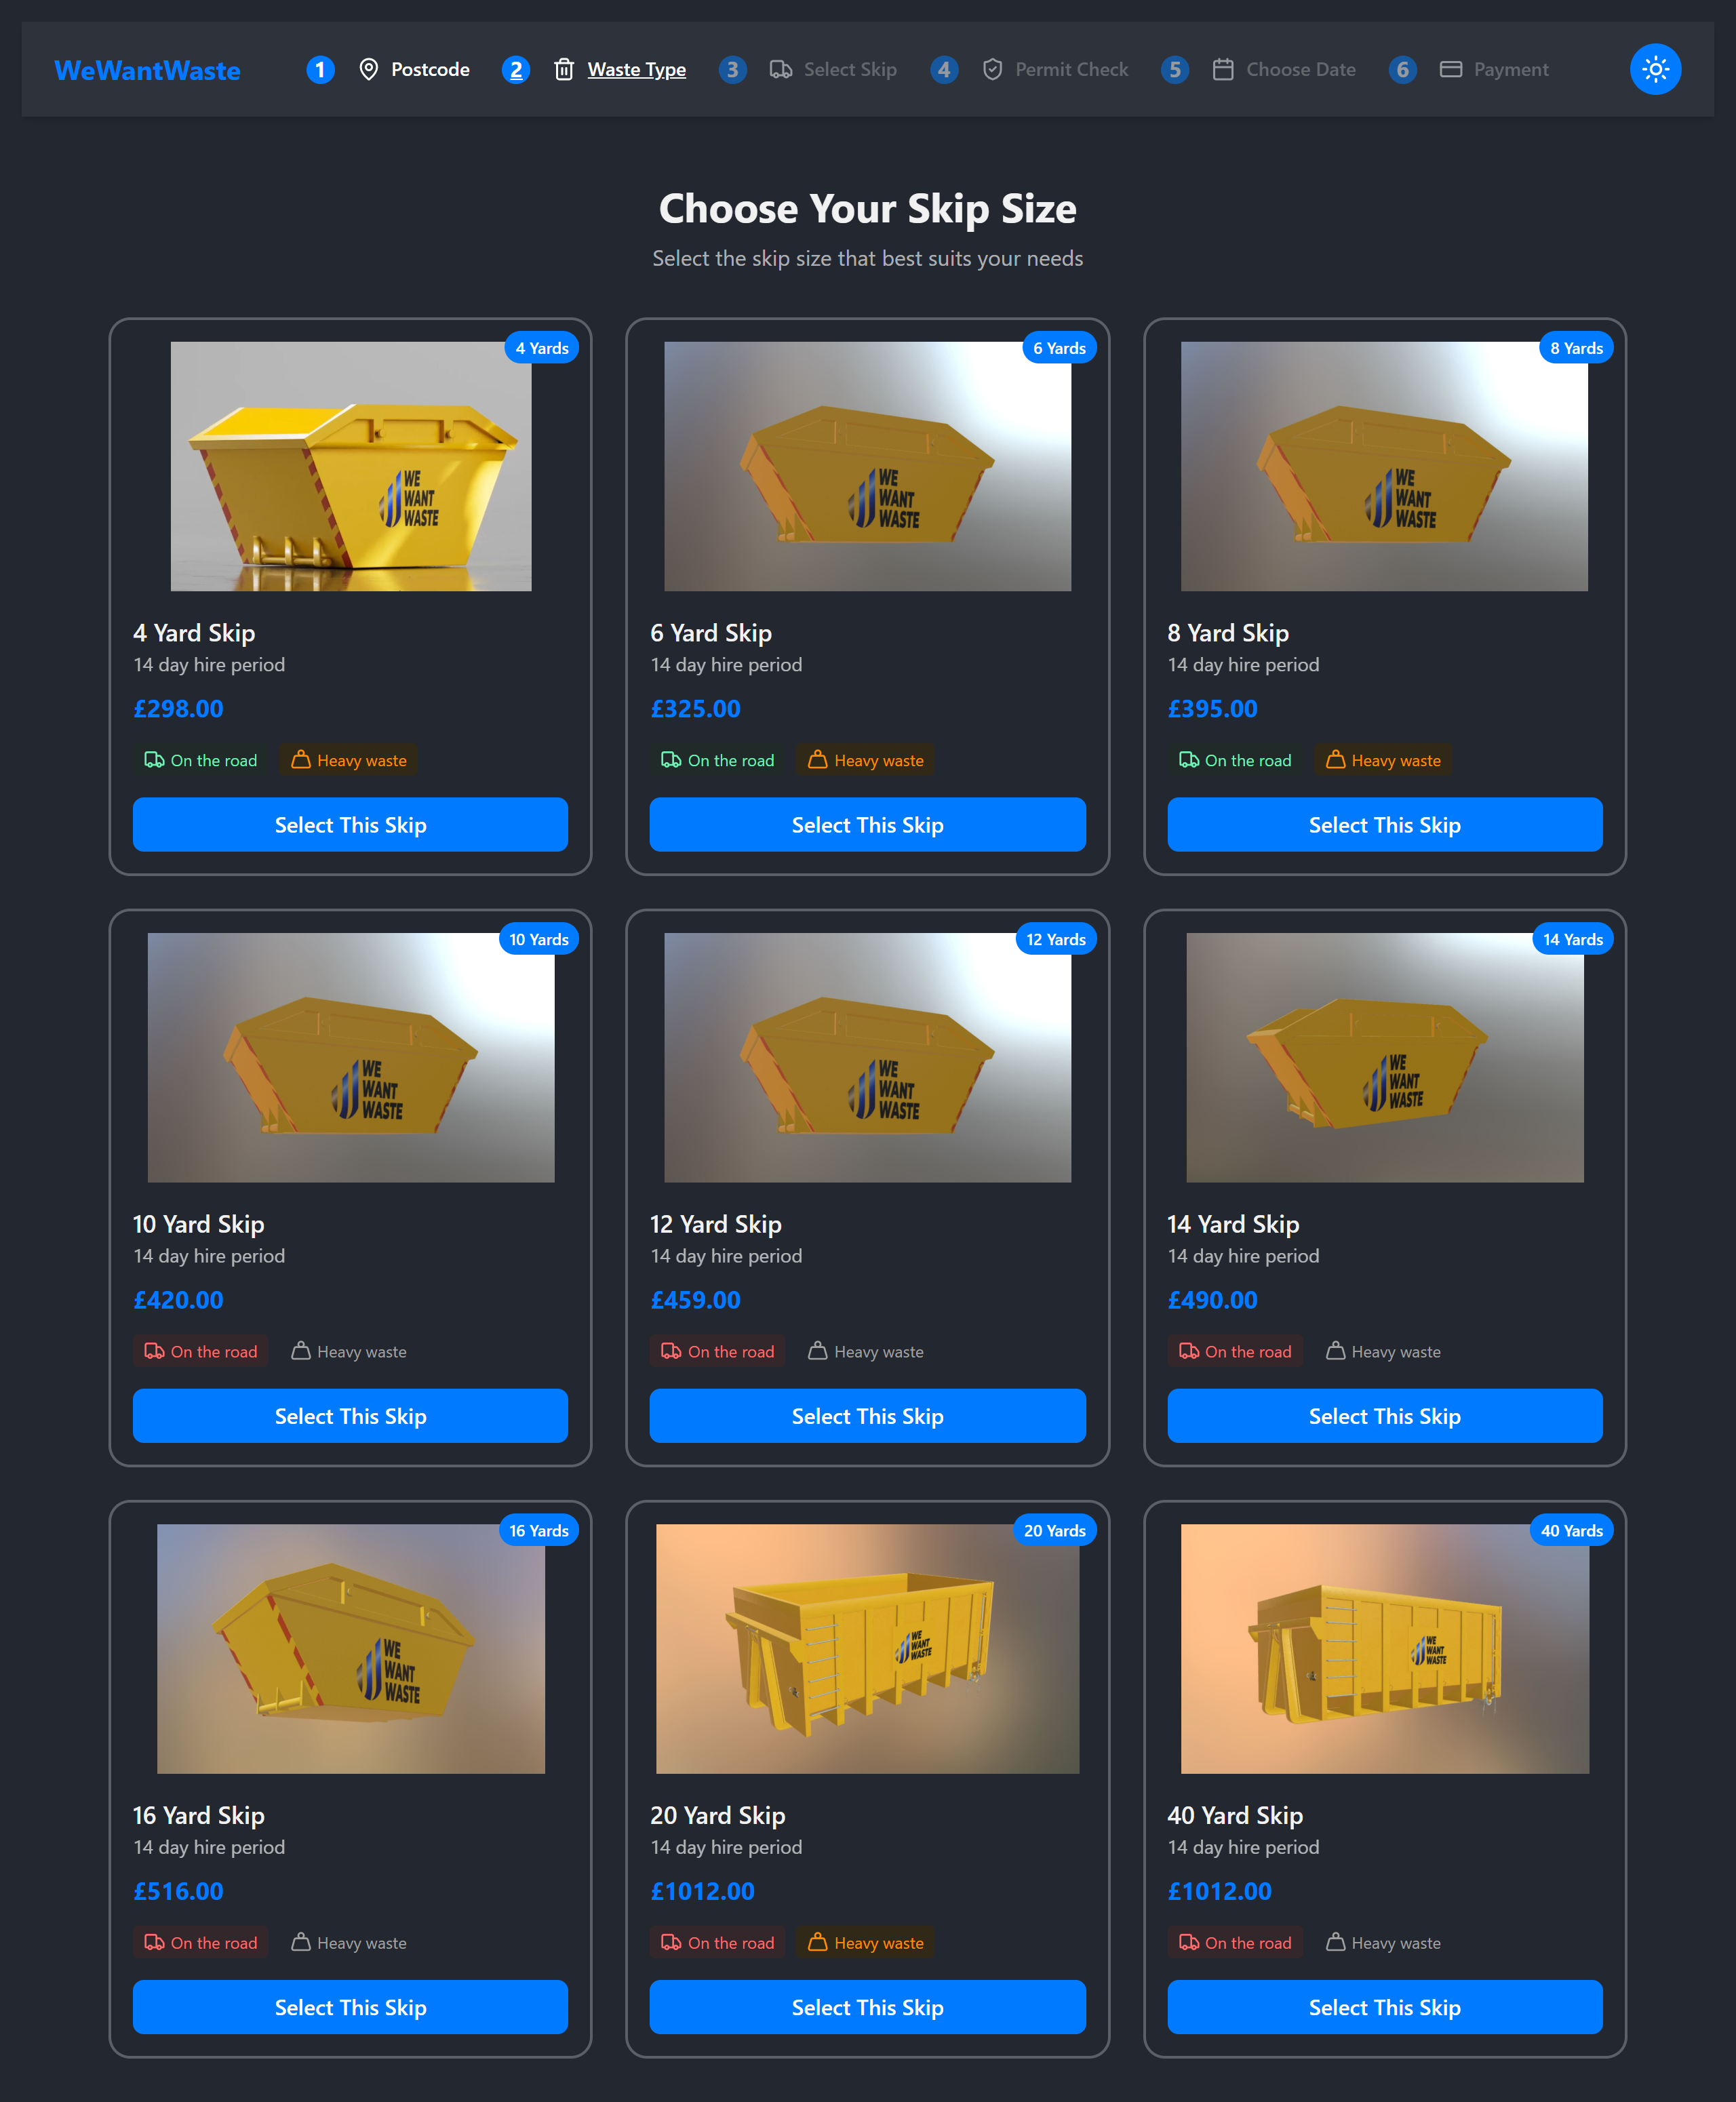 WeWantWaste 1 Postcode 2 Waste Type 3 Select Skip 4 Permit Check 5 Choose Date 6 Payment
Choose Your Skip Size
Select the skip size that best suits your needs
4 Yards
WE
WANT
WASTE
4 Yard Skip
14 day hire period
£298.00
On the road Heavy waste
Select This Skip
6 Yards
WE
WANT
WASTE
6 Yard Skip
14 day hire period
£325.00
On the road Heavy waste
Select This Skip
8 Yards
WE
WANT
WASTE
8 Yard Skip
14 day hire period
£395.00
On the road Heavy waste
Select This Skip
10 Yards
WE
WANT
WASTE
10 Yard Skip
14 day hire period
£420.00
On the road Heavy waste
Select This Skip
12 Yards
WE
WANT
WASTE
12 Yard Skip
14 day hire period
£459.00
On the road Heavy waste
Select This Skip
14 Yards
WE
WANT
WASTE
14 Yard Skip
14 day hire period
£490.00
On the road Heavy waste
Select This Skip
16 Yards
WE
WANT
WASTE
16 Yard Skip
14 day hire period
£516.00
On the road Heavy waste
Select This Skip
20 Yards
WE
WANT
WASTE
20 Yard Skip
14 day hire period
£1012.00
On the road Heavy waste
Select This Skip
40 Yards
WE
WANT
WASTE
40 Yard Skip
14 day hire period
£1012.00
On the road Heavy waste
Select This Skip